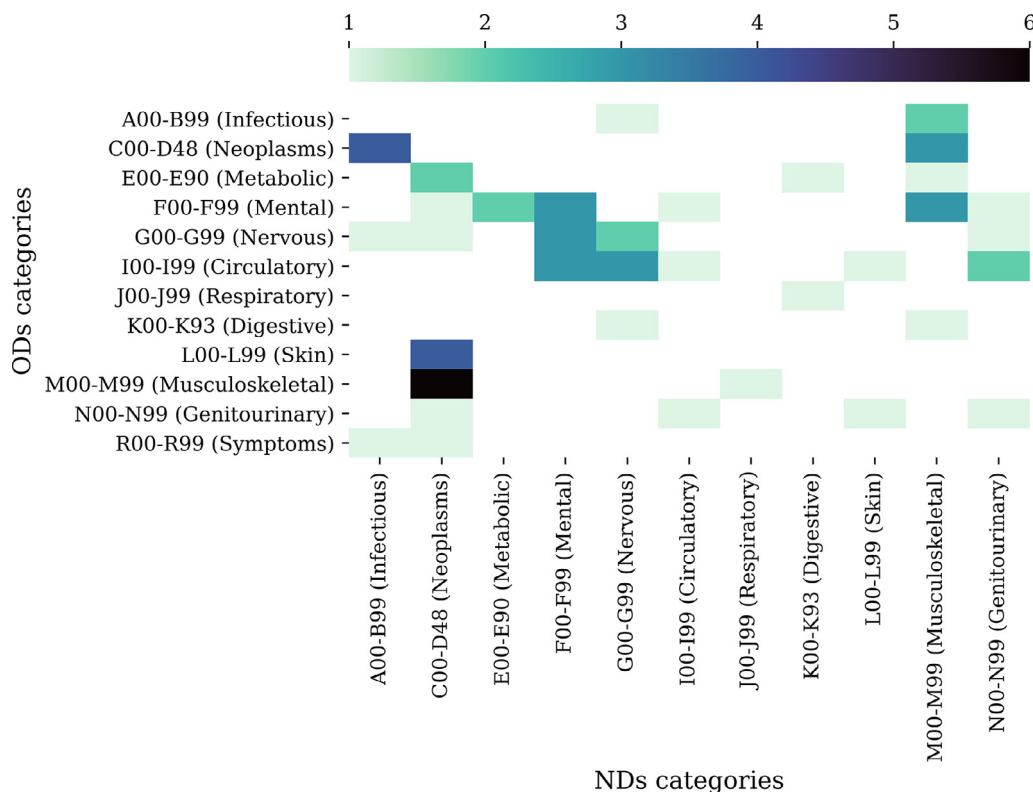 1 2 3 4 5 6
A00-B99 (Infectious)
C00-D48 (Neoplasms)
E00-E90 (Metabolic)
F00-F99 (Mental)
G00-G99 (Nervous)
I00-I99 (Circulatory)
J00-J99 (Respiratory)
K00-K93 (Digestive)
L00-L99 (Skin)
M00-M99 (Musculoskeletal)
N00-N99 (Genitourinary)
R00-R99 (Symptoms)
ODs categories
A00-B99 (Infectious)
C00-D48 (Neoplasms)
E00-E90 (Metabolic)
F00-F99 (Mental)
G00-G99 (Nervous)
I00-I99 (Circulatory)
J00-J99 (Respiratory)
K00-K93 (Digestive)
L00-L99 (Skin)
M00-M99 (Musculoskeletal)
N00-N99 (Genitourinary)
NDs categories